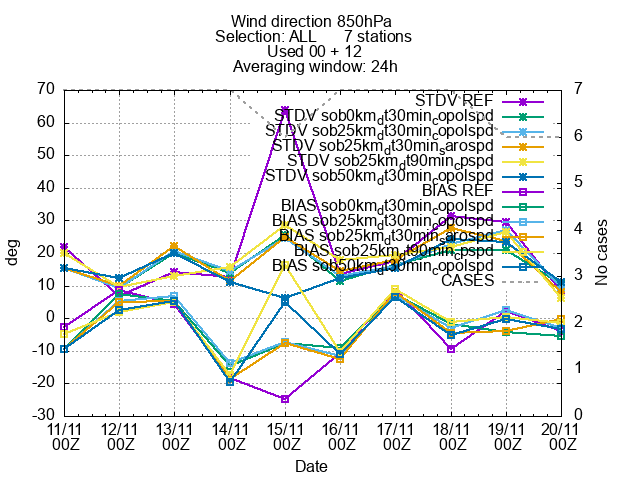 Wind direction 850hPa
Selection: ALL 7 stations
Used 00 + 12
Averaging window: 24h
70
60
50
40
30
20
10
0
-10
-20
-30
deg
7
6
5
4
3
2
1
0
No cases
STDV REF
STDV sob0km_dt30min_copolspd
STDV sob25km_dt30min_copolspd
STDV sob25km_dt30min_sarospd
STDV sob25km_dt90min_cpspd
STDV sob50km_dt30min_copolspd
BIAS REF
BIAS sob0km_dt30min_copolspd
BIAS sob25km_dt30min_copolspd
BIAS sob25km_dt30min_sarospd
BIAS sob25km_dt90min_cpspd
BIAS sob50km_dt30min_copolspd
CASES
11/11 12/11 13/11 14/11 15/11 16/11 17/11 18/11 19/11 20/11
00Z 00Z 00Z 00Z 00Z 00Z 00Z 00Z 00Z 00Z
Date